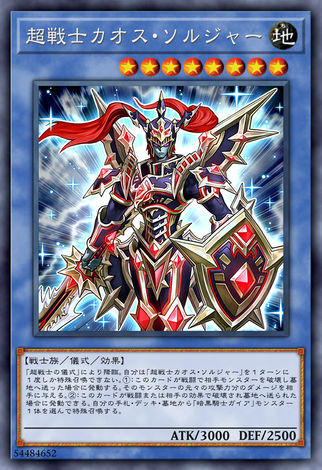 超戦士カオス・ソルジャー
地
【戦士族／儀式／効果】
「超戦士の儀式」により降臨。自分は「超戦士カオス・ソルジャー」を1ターンに
1度しか特殊召喚できない。①:このカードが戦闘で相手モンスターを破壊し墓
地へ送った場合に発動する。そのモンスターの元々の攻撃力分のダメージを相
手に与える。②:このカードが戦闘または相手の効果で破壊され墓地へ送られた
場合に発動できる。自分の手札・デッキ・墓地から「暗黒騎士ガイア」モンスター
1体を選んで特殊召喚する。
ATK/3000 DEF/2500
54484652